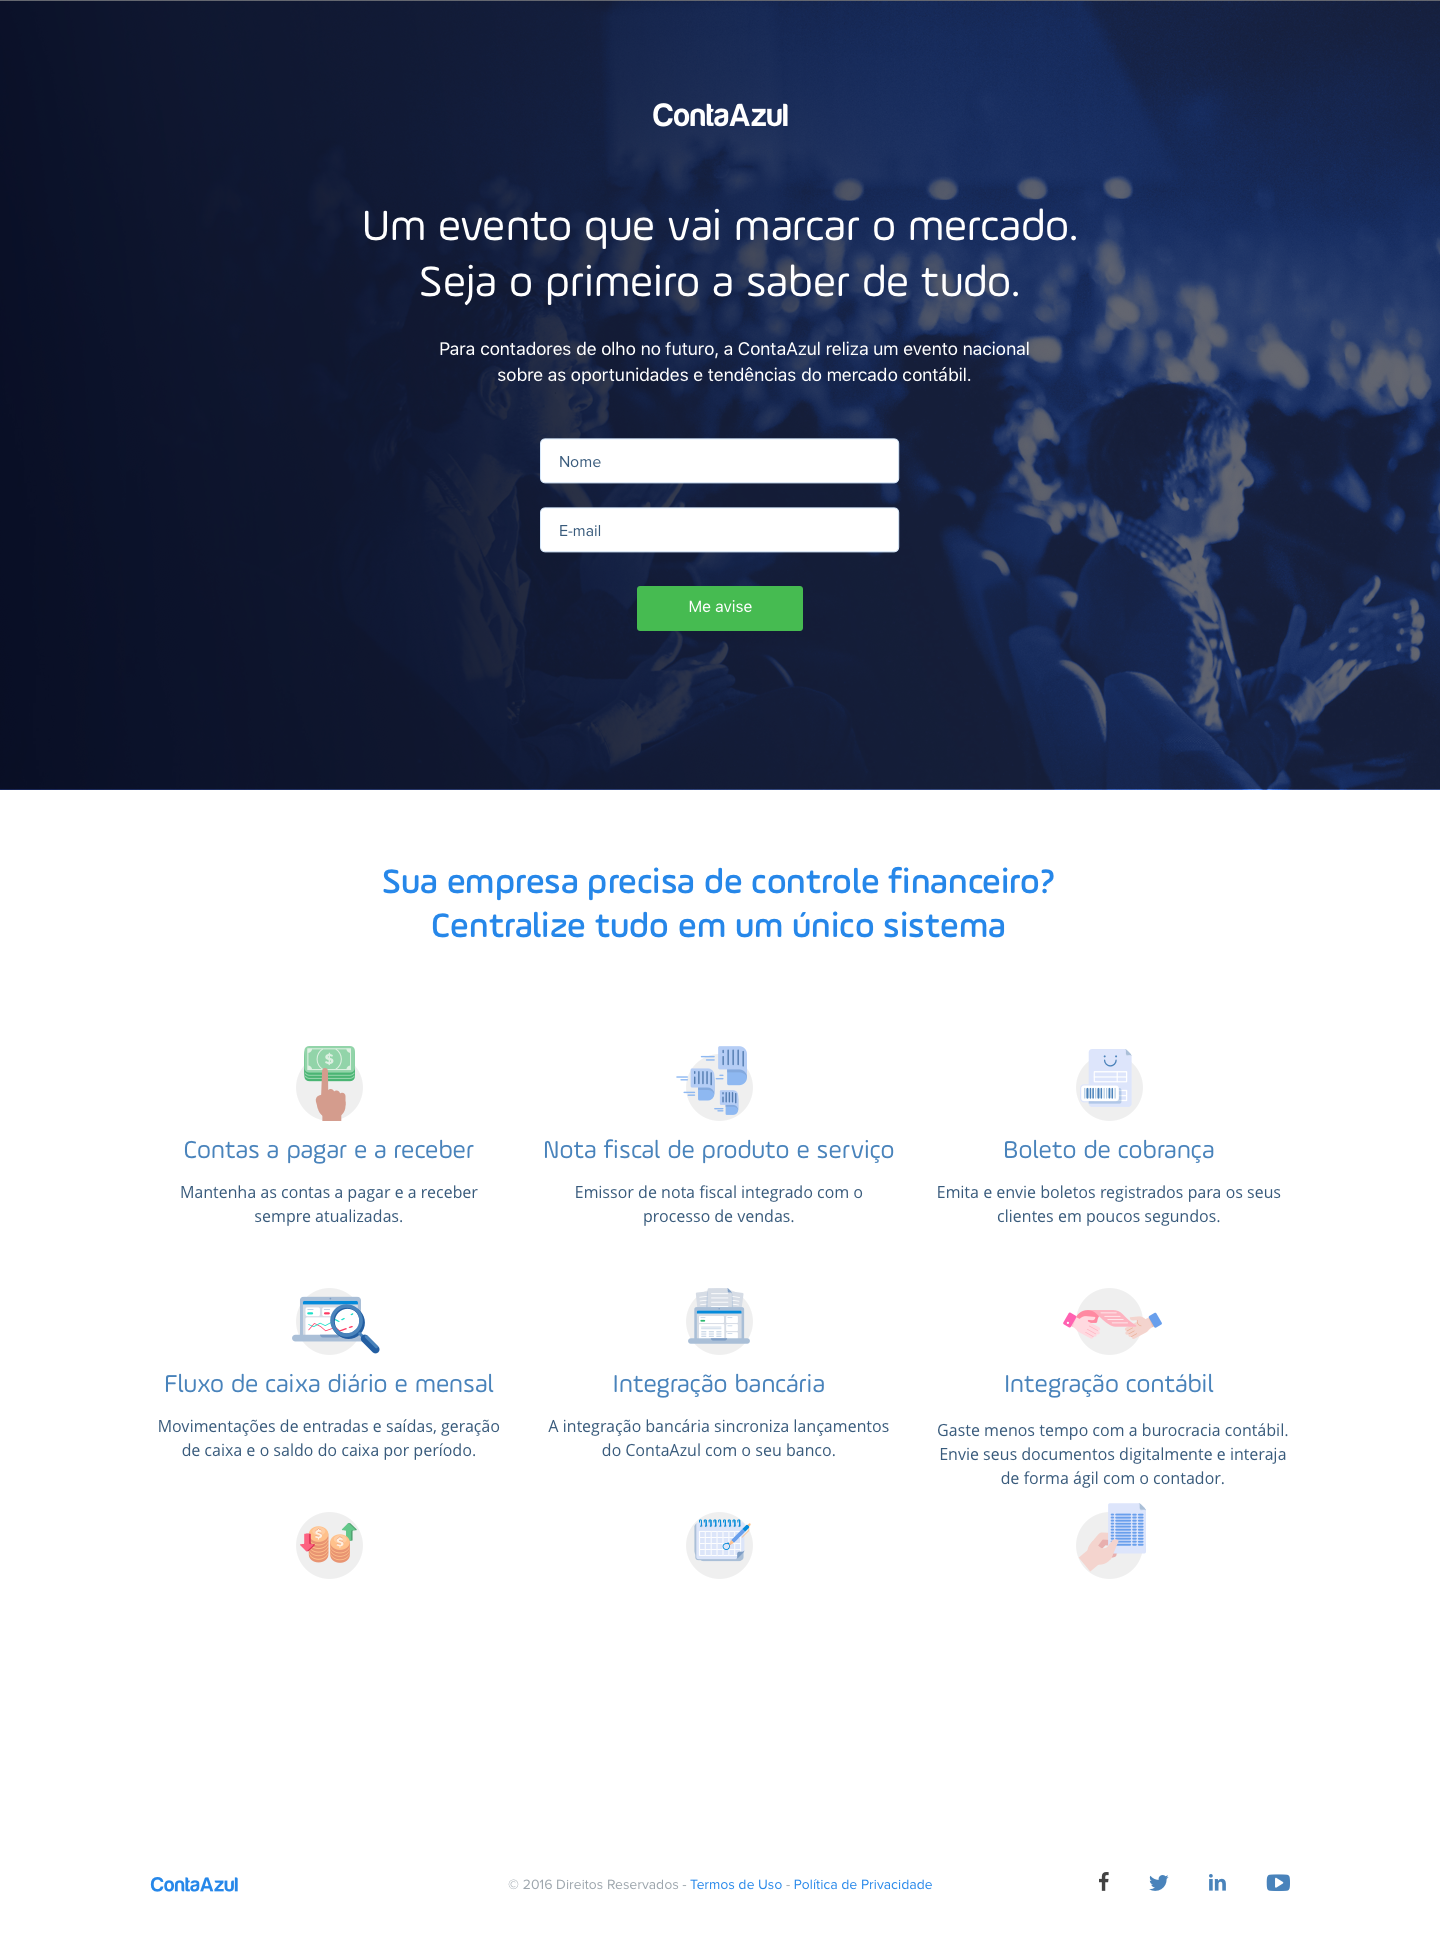 ContaAzul
Um evento que vai marcar o mercado.
Seja o primeiro a saber de tudo.
Para contadores de olho no futuro, a ContaAzul reliza um evento nacional
sobre as oportunidades e tendências do mercado contábil.
Nome
E-mail
Me avise
Sua empresa precisa de controle financeiro?
Centralize tudo em um único sistema
Contas a pagar e a receber
Mantenha as contas a pagar e a receber
sempre atualizadas.
Nota fiscal de produto e serviço
Emissor de nota fiscal integrado com o
processo de vendas.
Boleto de cobrança
Emita e envie boletos registrados para os seus
clientes em poucos segundos.
Fluxo de caixa diário e mensal
Movimentações de entradas e saídas, geração
de caixa e o saldo do caixa por período.
Integração bancária
A integração bancária sincroniza lançamentos
do ContaAzul com o seu banco.
Integração contábil
Gaste menos tempo com a burocracia contábil.
Envie seus documentos digitalmente e interaja
de forma ágil com o contador.
ContaAzul
© 2016 Direitos Reservados - Termos de Uso - Política de Privacidade